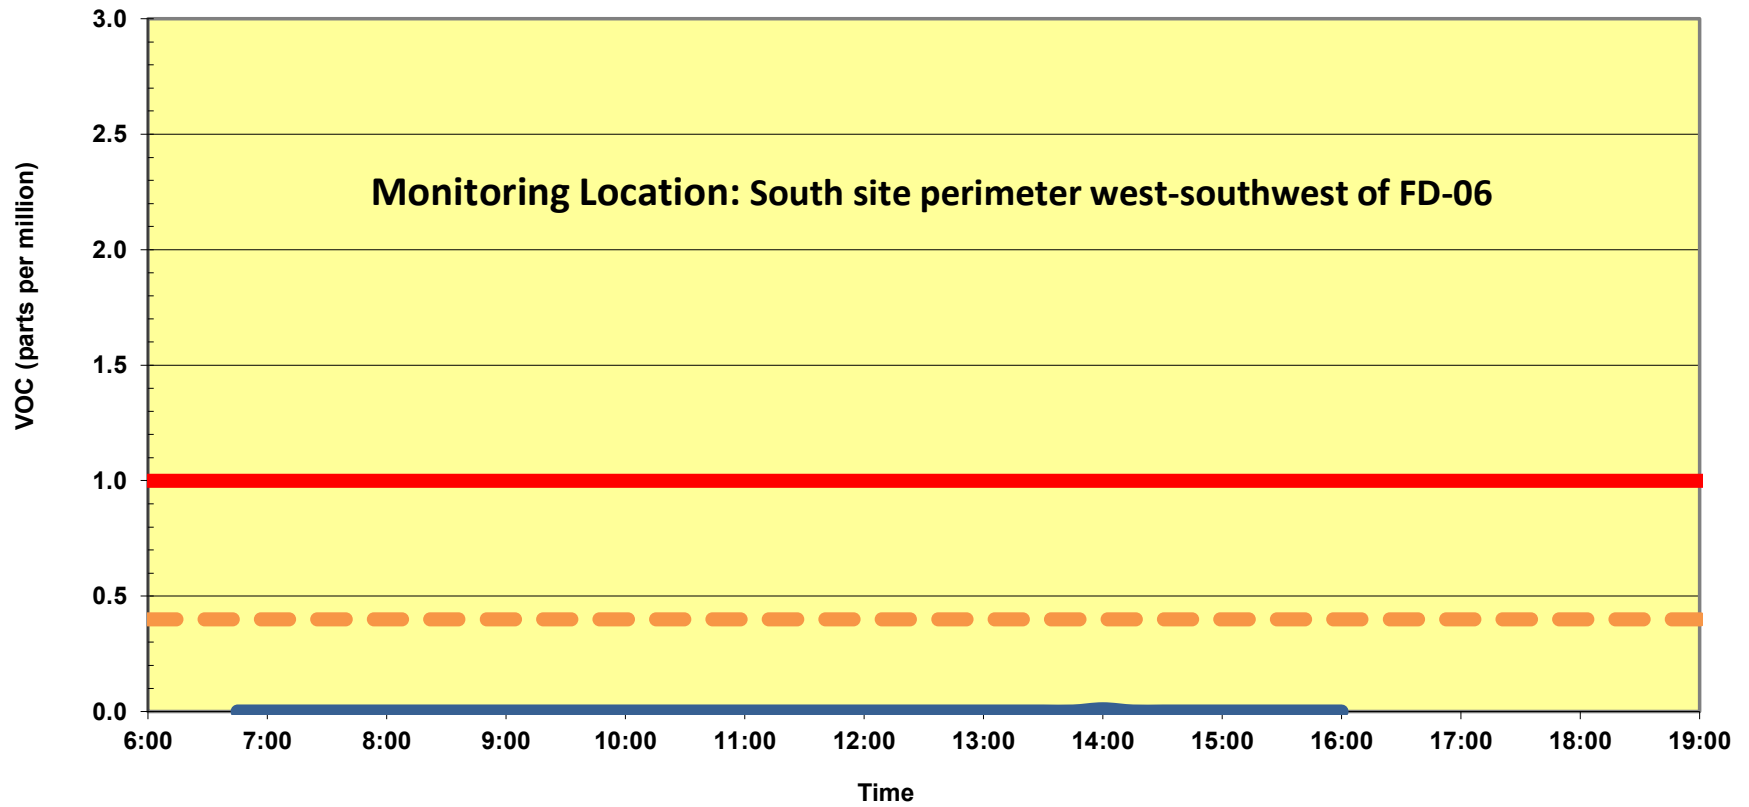 3.0
2.5
Monitoring Location: South site perimeter west-southwest of FD-06
2.0
1.5
1.0
0.5
0.0
VOC (parts per million)
6:00 7:00 8:00 9:00 10:00 11:00 12:00 13:00 14:00 15:00 16:00 17:00 18:00 19:00
Time